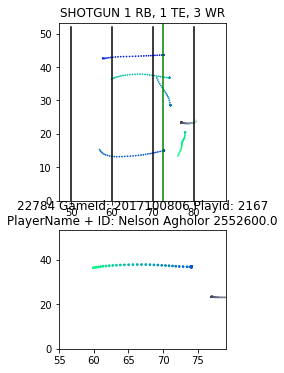 SHOTGUN 1 RB, 1 TE, 3 WR
50
40
30
20
10
0
50 60 70 80
22784 GameId: 2017100806 PlayId: 2167
PlayerName + ID: Nelson Agholor 2552600.0
40
20
0
55 60 65 70 75